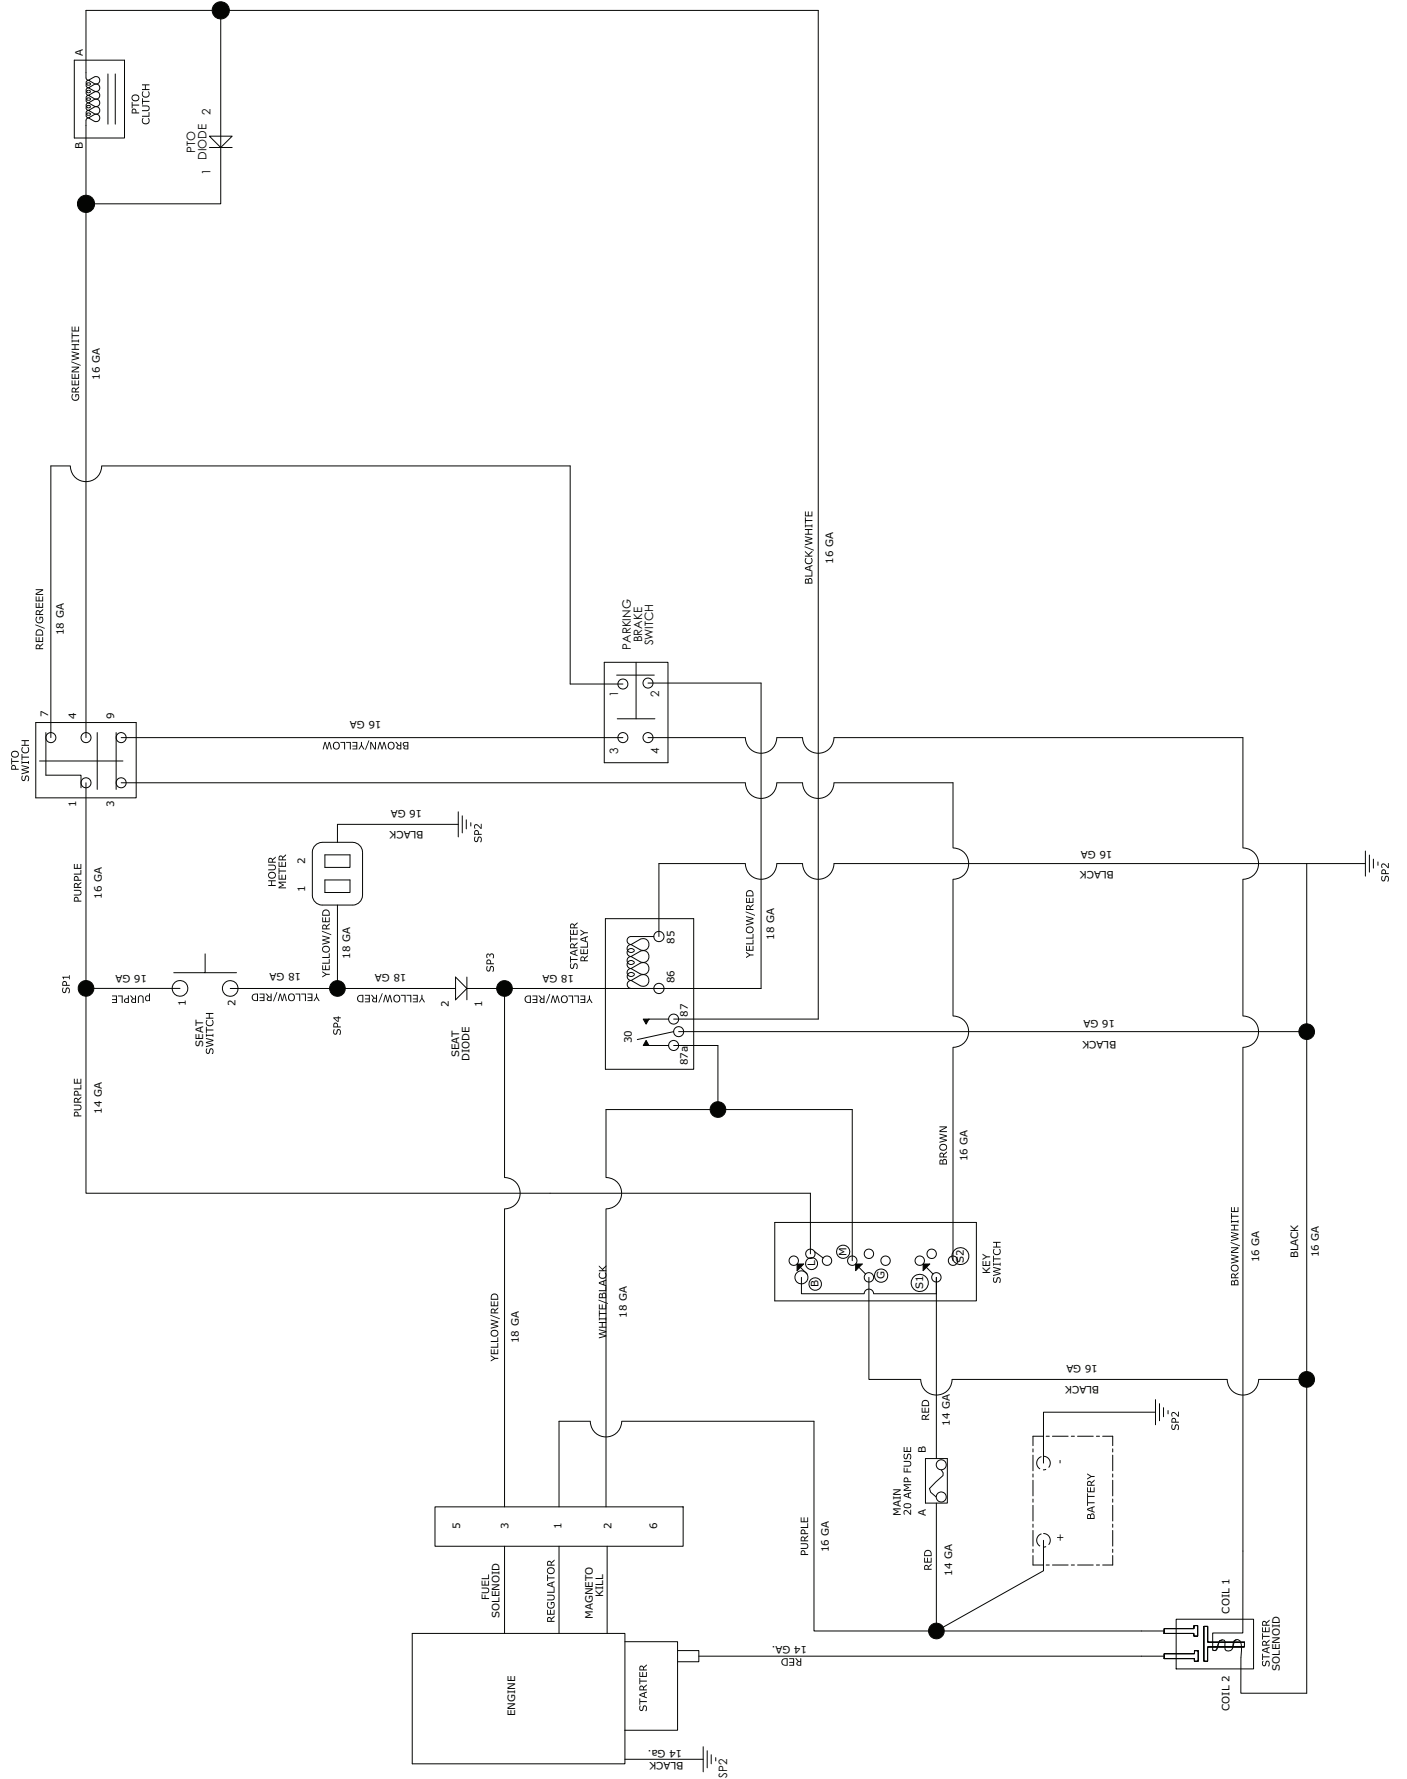 A
B
PTO
CLUTCH
PTO
DIODE
1
2
GREEN/WHITE
16 GA
RED/GREEN
18 GA
BLACK/WHITE
16 GA
PARKING
BRAKE
SWITCH
1
2
3
4
PTO
SWITCH
7
4
9
1
3
16 GA
BROWN/YELLOW
16 GA
BLACK
SP2
HOUR
METER
1
2
PURPLE
16 GA
YELLOW/RED
18 GA
SP1
16 GA
PURPLE
1
2
SEAT
SWITCH
18 GA
YELLOW/RED
SP4
18 GA
YELLOW/RED
2
1
SEAT
DIODE
SP3
18 GA
YELLOW/RED
STARTER
RELAY
85
86
87
30
87a
YELLOW/RED
18 GA
16 GA
BLACK
SP2
16 GA
BLACK
PURPLE
14 GA
BROWN
16 GA
BROWN/WHITE
16 GA
BLACK
16 GA
L
B
M
G
S1
S2
KEY
SWITCH
YELLOW/RED
18 GA
WHITE/BLACK
18 GA
16 GA
BLACK
RED
14 GA
MAIN
20 AMP FUSE
A
B
SP2
-
+
BATTERY
5
3
1
2
6
FUEL
SOLENOID
REGULATOR
MAGNETO
KILL
PURPLE
16 GA
RED
14 GA
COIL 1
COIL 2
STARTER
SOLENOID
14 GA.
RED
ENGINE
STARTER
14 Ga.
BLACK
SP2